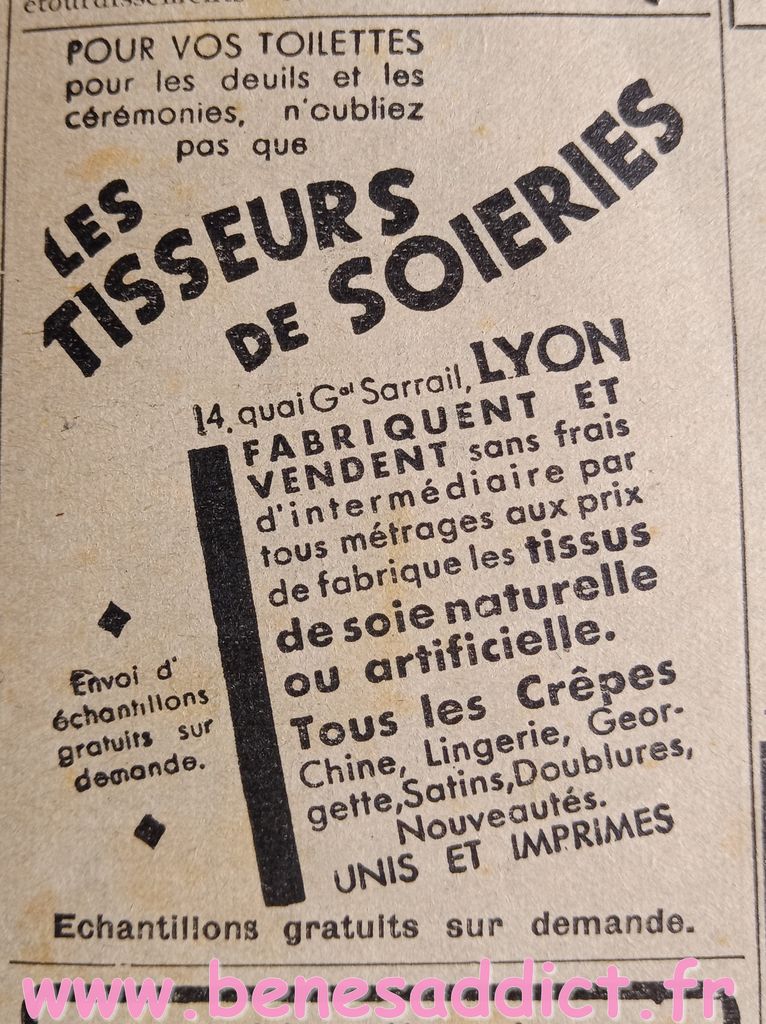 étourdissements
POUR VOS TOILETTES
pour les deuils et les
cérémonies, n'oubliez
pas que
LES
TISSEURS
DE SOIERIES
14, quai Gal Sarrail, LYON
FABRIQUENT ET
VENDENT sans frais
d'intermédiaire par
tous métrages aux prix
de fabrique les tissus
de soie naturelle
ou artificielle.
Tous les Crêpes
Chine, Lingerie, Geor-
gette, Satins, Doublures,
Nouveautés.
UNIS ET IMPRIMES
Envoi d'
échantillons
gratuits sur
demande.
Echantillons gratuits sur demande.
www.benesaddict.fr